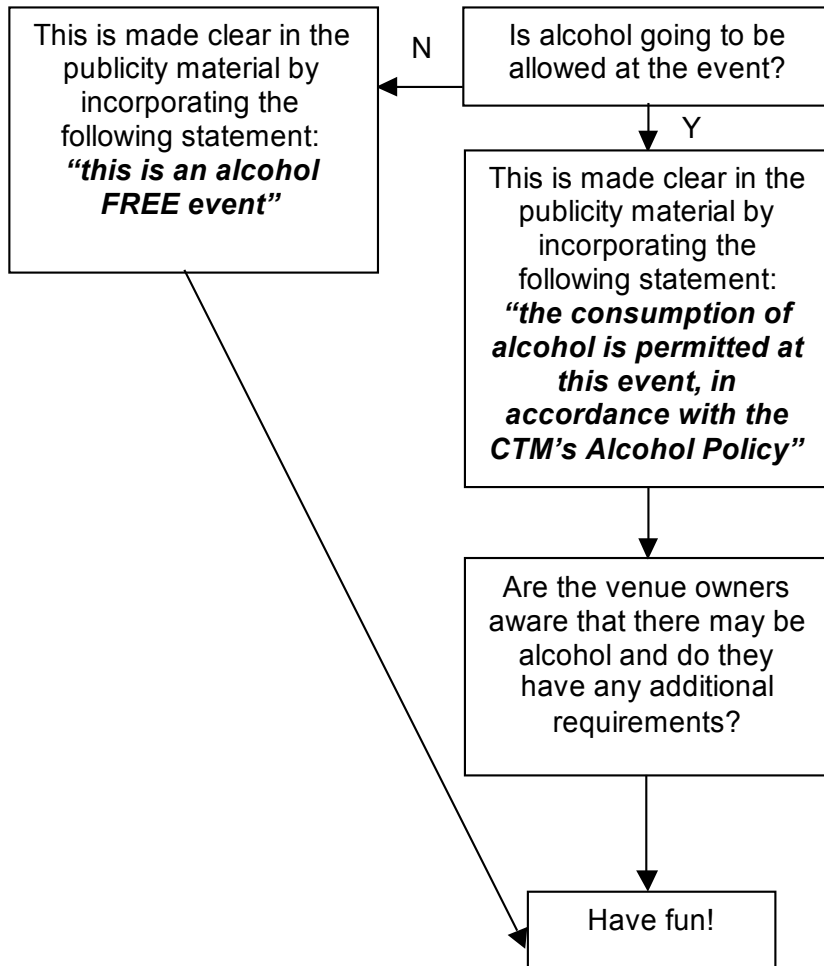 Is alcohol going to be
allowed at the event?
N
This is made clear in the
publicity material by
incorporating the
following statement:
“this is an alcohol
FREE event”
Y
This is made clear in the
publicity material by
incorporating the
following statement:
“the consumption of
alcohol is permitted at
this event, in
accordance with the
CTM’s Alcohol Policy”
Are the venue owners
aware that there may be
alcohol and do they
have any additional
requirements?
Have fun!